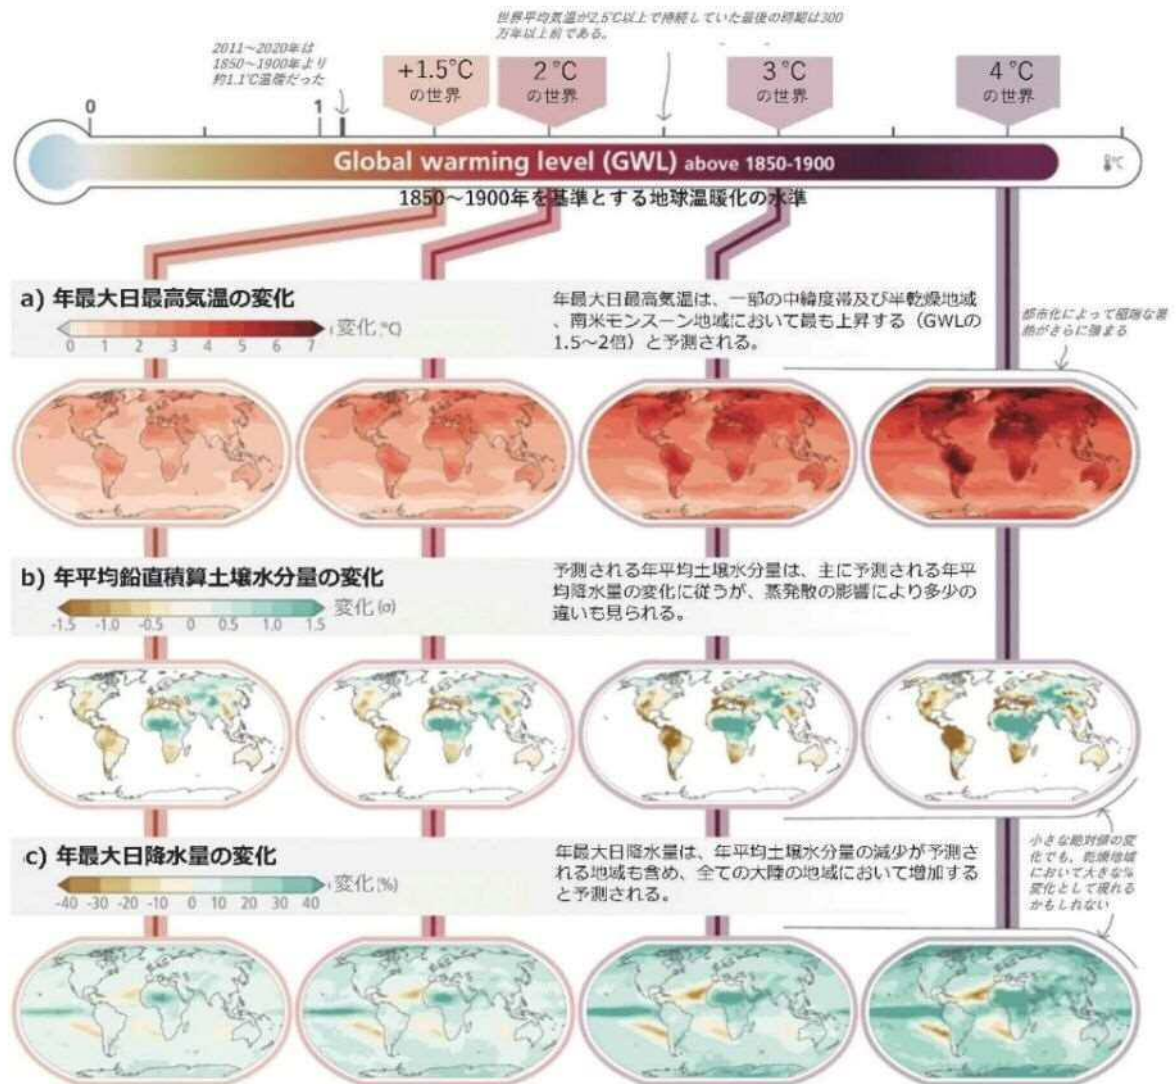 世界平均気温が2.5℃以上で持続していた最後の時期は300
万年以上前である。
2011～2020年は
1850～1900年より
約1.1℃温暖だった
+1.5℃
の世界
2℃
の世界
3℃
の世界
4℃
の世界
0
1
Global warming level (GWL) above 1850-1900
℃
1850～1900年を基準とする地球温暖化の水準
a) 年最大日最高気温の変化
変化(℃)
0 1 2 3 4 5 6 7
年最大日最高気温は、一部の中緯度帯及び半乾燥地域
、南米モンスーン地域において最も上昇する（GWLの
1.5～2倍）と予測される。
都市化によって極端な暑
熱がさらに強まる
b) 年平均鉛直積算土壌水分量の変化
変化(σ)
-1.5 -1.0 -0.5 0 0.5 1.0 1.5
予測される年平均土壌水分量は、主に予測される年平
均降水量の変化に従うが、蒸発散の影響により多少の
違いも見られる。
c) 年最大日降水量の変化
変化(%)
-40 -30 -20 -10 0 10 20 30 40
年最大日降水量は、年平均土壌水分量の減少が予測さ
れる地域も含め、全ての大陸の地域において増加する
と予測される。
小さな絶対値の変
化でも、乾燥地域
において大きな%
変化として現れる
かもしれない